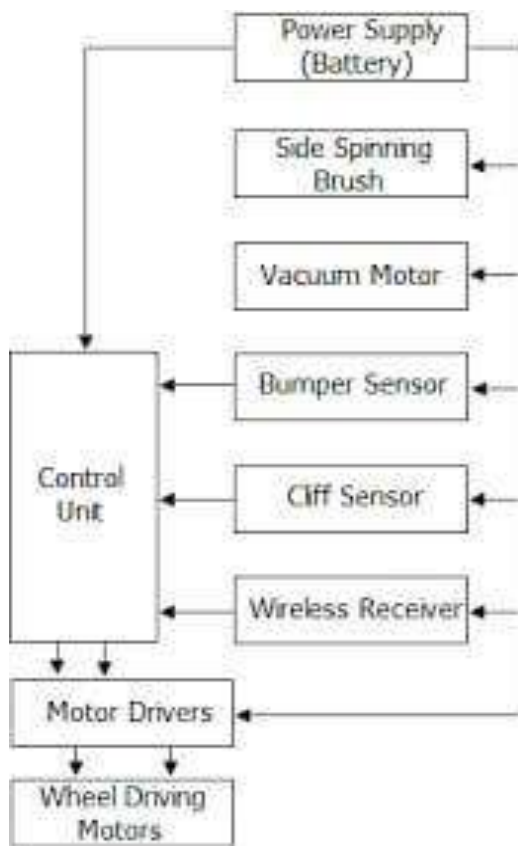 Power Supply
(Battery)
Side Spinning
Brush
Vacuum Motor
Bumper Sensor
Control
Unit
Cliff Sensor
Wireless Receiver
Motor Drivers
Wheel Driving
Motors